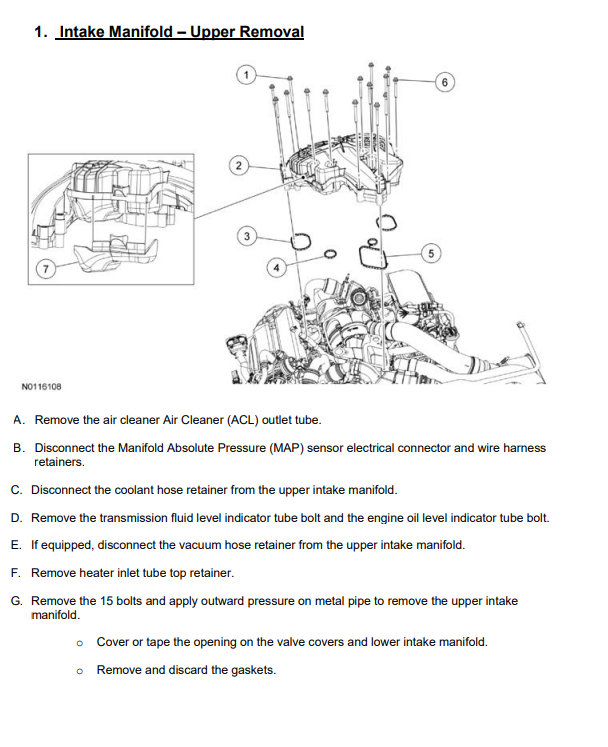 1. Intake Manifold – Upper Removal
1
6
2
3
4
5
7
N0116108
A. Remove the air cleaner Air Cleaner (ACL) outlet tube.
B. Disconnect the Manifold Absolute Pressure (MAP) sensor electrical connector and wire harness
retainers.
C. Disconnect the coolant hose retainer from the upper intake manifold.
D. Remove the transmission fluid level indicator tube bolt and the engine oil level indicator tube bolt.
E. If equipped, disconnect the vacuum hose retainer from the upper intake manifold.
F. Remove heater inlet tube top retainer.
G. Remove the 15 bolts and apply outward pressure on metal pipe to remove the upper intake
manifold.
o Cover or tape the opening on the valve covers and lower intake manifold.
o Remove and discard the gaskets.